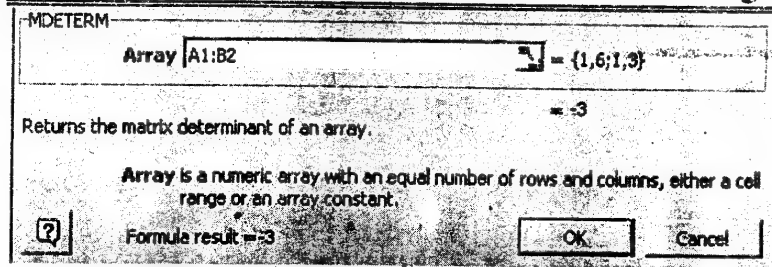 MDETERM
Array A1:B2 = {1,6;1,3}
= -3
Returns the matrix determinant of an array.
Array is a numeric array with an equal number of rows and columns, either a cell
range or an array constant.
Formula result =-3
OK
Cancel